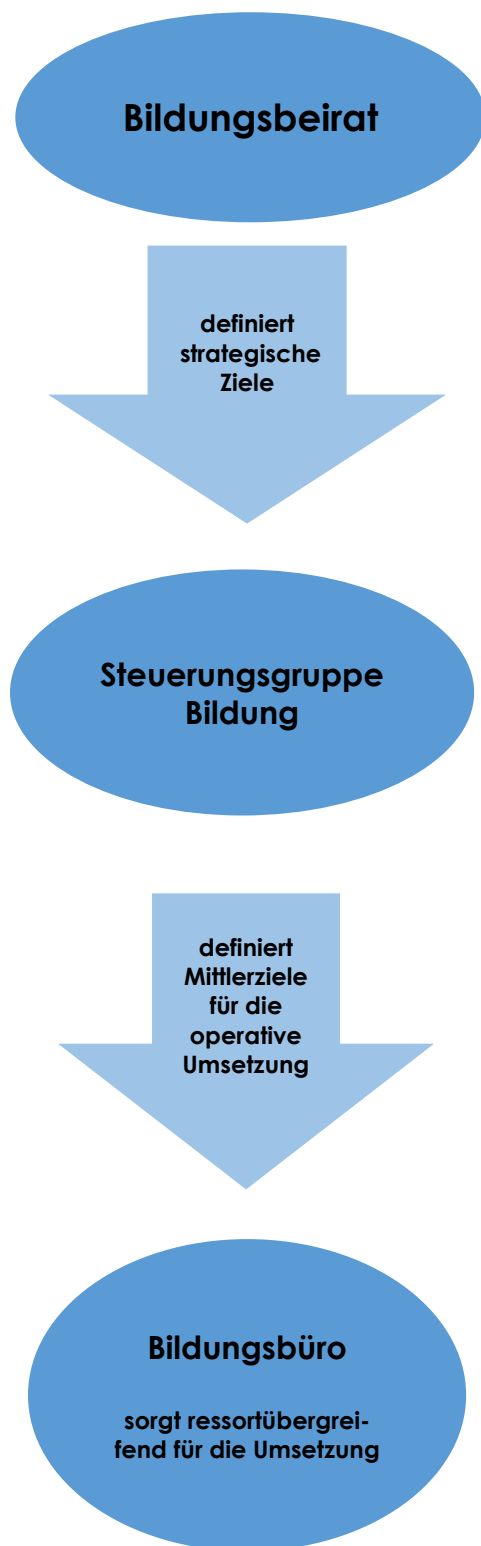 Bildungsbeirat
definiert
strategische
Ziele
Steuerungsgruppe
Bildung
definiert
Mittlerziele
für die
operative
Umsetzung
Bildungsbüro
sorgt ressortübergrei-
fend für die Umsetzung